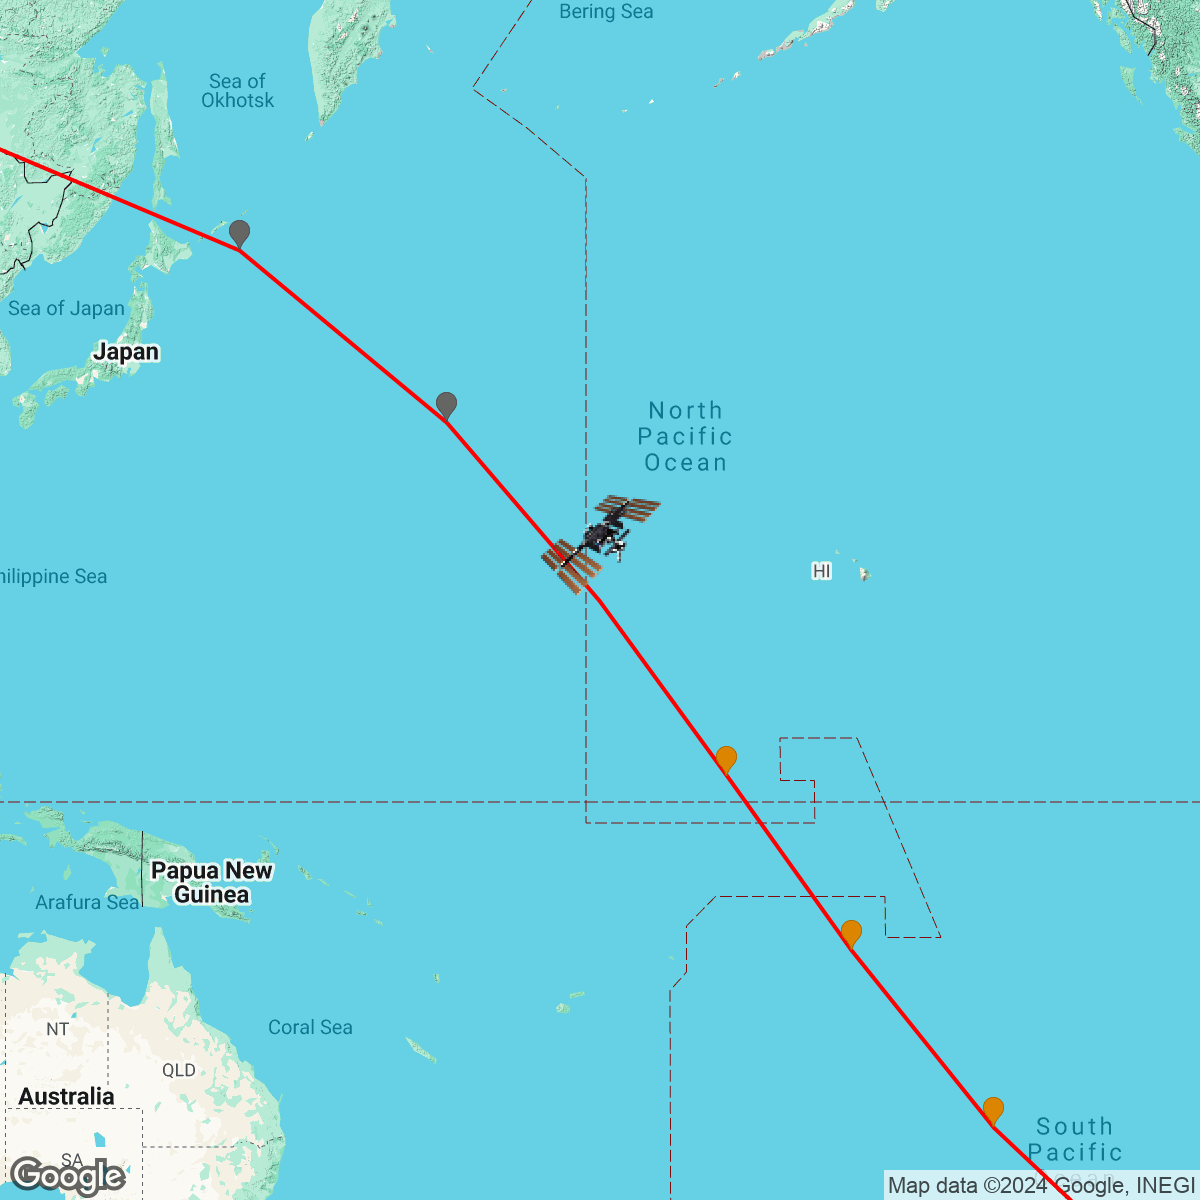 Bering Sea
Sea of
Okhotsk
Sea of Japan
Japan
North
Pacific
Ocean
HI
hilippine Sea
Papua New
Guinea
Arafura Sea
Coral Sea
NT
QLD
Australia
SA
South
Pacific
Google
Map data ©2024 Google, INEGI